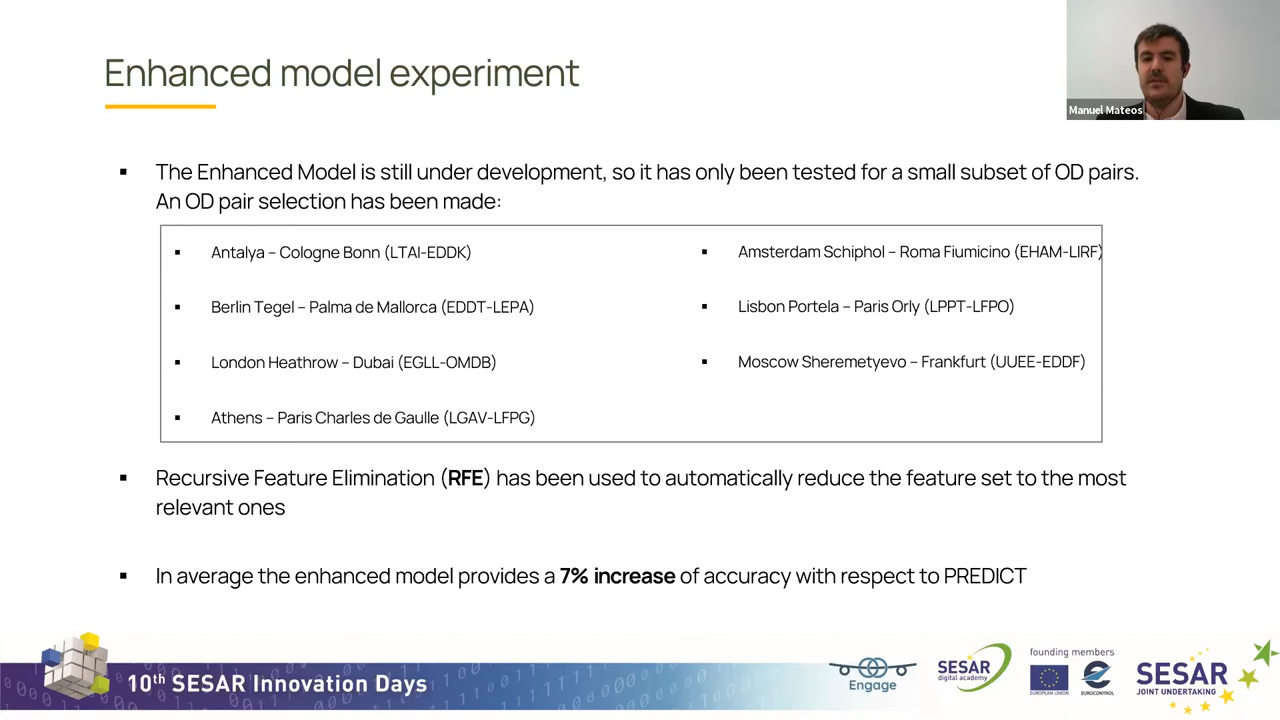 Enhanced model experiment
Manuel Mateos
▪ The Enhanced Model is still under development, so it has only been tested for a small subset of OD pairs.
An OD pair selection has been made:
▪ Antalya – Cologne Bonn (LTAI-EDDK)
▪ Berlin Tegel – Palma de Mallorca (EDDT-LEPA)
▪ London Heathrow – Dubai (EGLL-OMDB)
▪ Athens – Paris Charles de Gaulle (LGAV-LFPG)
▪ Amsterdam Schiphol – Roma Fiumicino (EHAM-LIRF)
▪ Lisbon Portela – Paris Orly (LPPT-LFPO)
▪ Moscow Sheremetyevo – Frankfurt (UUEE-EDDF)
▪ Recursive Feature Elimination (RFE) has been used to automatically reduce the feature set to the most
relevant ones
▪ In average the enhanced model provides a 7% increase of accuracy with respect to PREDICT
10th SESAR Innovation Days
Engage
SESAR
digital academy
founding members
EUROPEAN UNION
EUROCONTROL
SESAR
JOINT UNDERTAKING